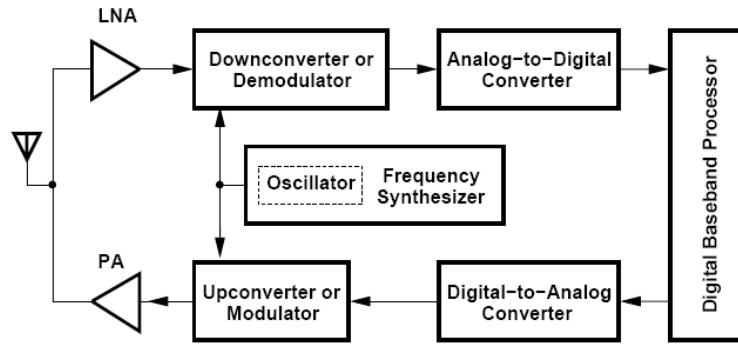 LNA
Downconverter or
Demodulator
Analog-to-Digital
Converter
Digital Baseband Processor
Oscillator
Frequency
Synthesizer
PA
Upconverter or
Modulator
Digital-to-Analog
Converter